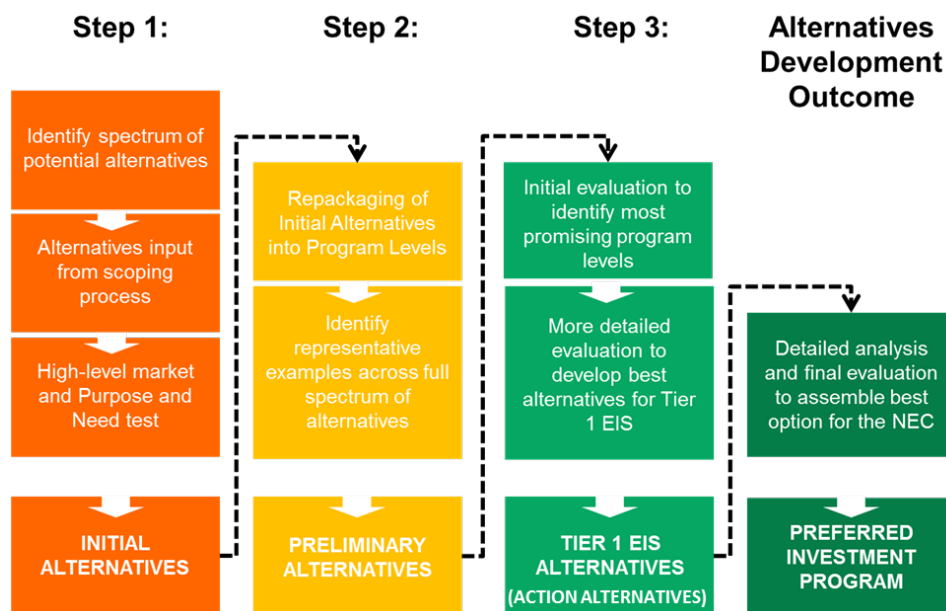 Step 1:
Identify spectrum of
potential alternatives
Alternatives input
from scoping
process
High-level market
and Purpose and
Need test
INITIAL
ALTERNATIVES
Step 2:
Repackaging of
Initial Alternatives
into Program Levels
Identify
representative
examples across full
spectrum of
alternatives
PRELIMINARY
ALTERNATIVES
Step 3:
Initial evaluation to
identify most
promising program
levels
More detailed
evaluation to
develop best
alternatives for Tier
1 EIS
TIER 1 EIS
ALTERNATIVES
(ACTION ALTERNATIVES)
Alternatives
Development
Outcome
Detailed analysis
and final evaluation
to assemble best
option for the NEC
PREFERRED
INVESTMENT
PROGRAM